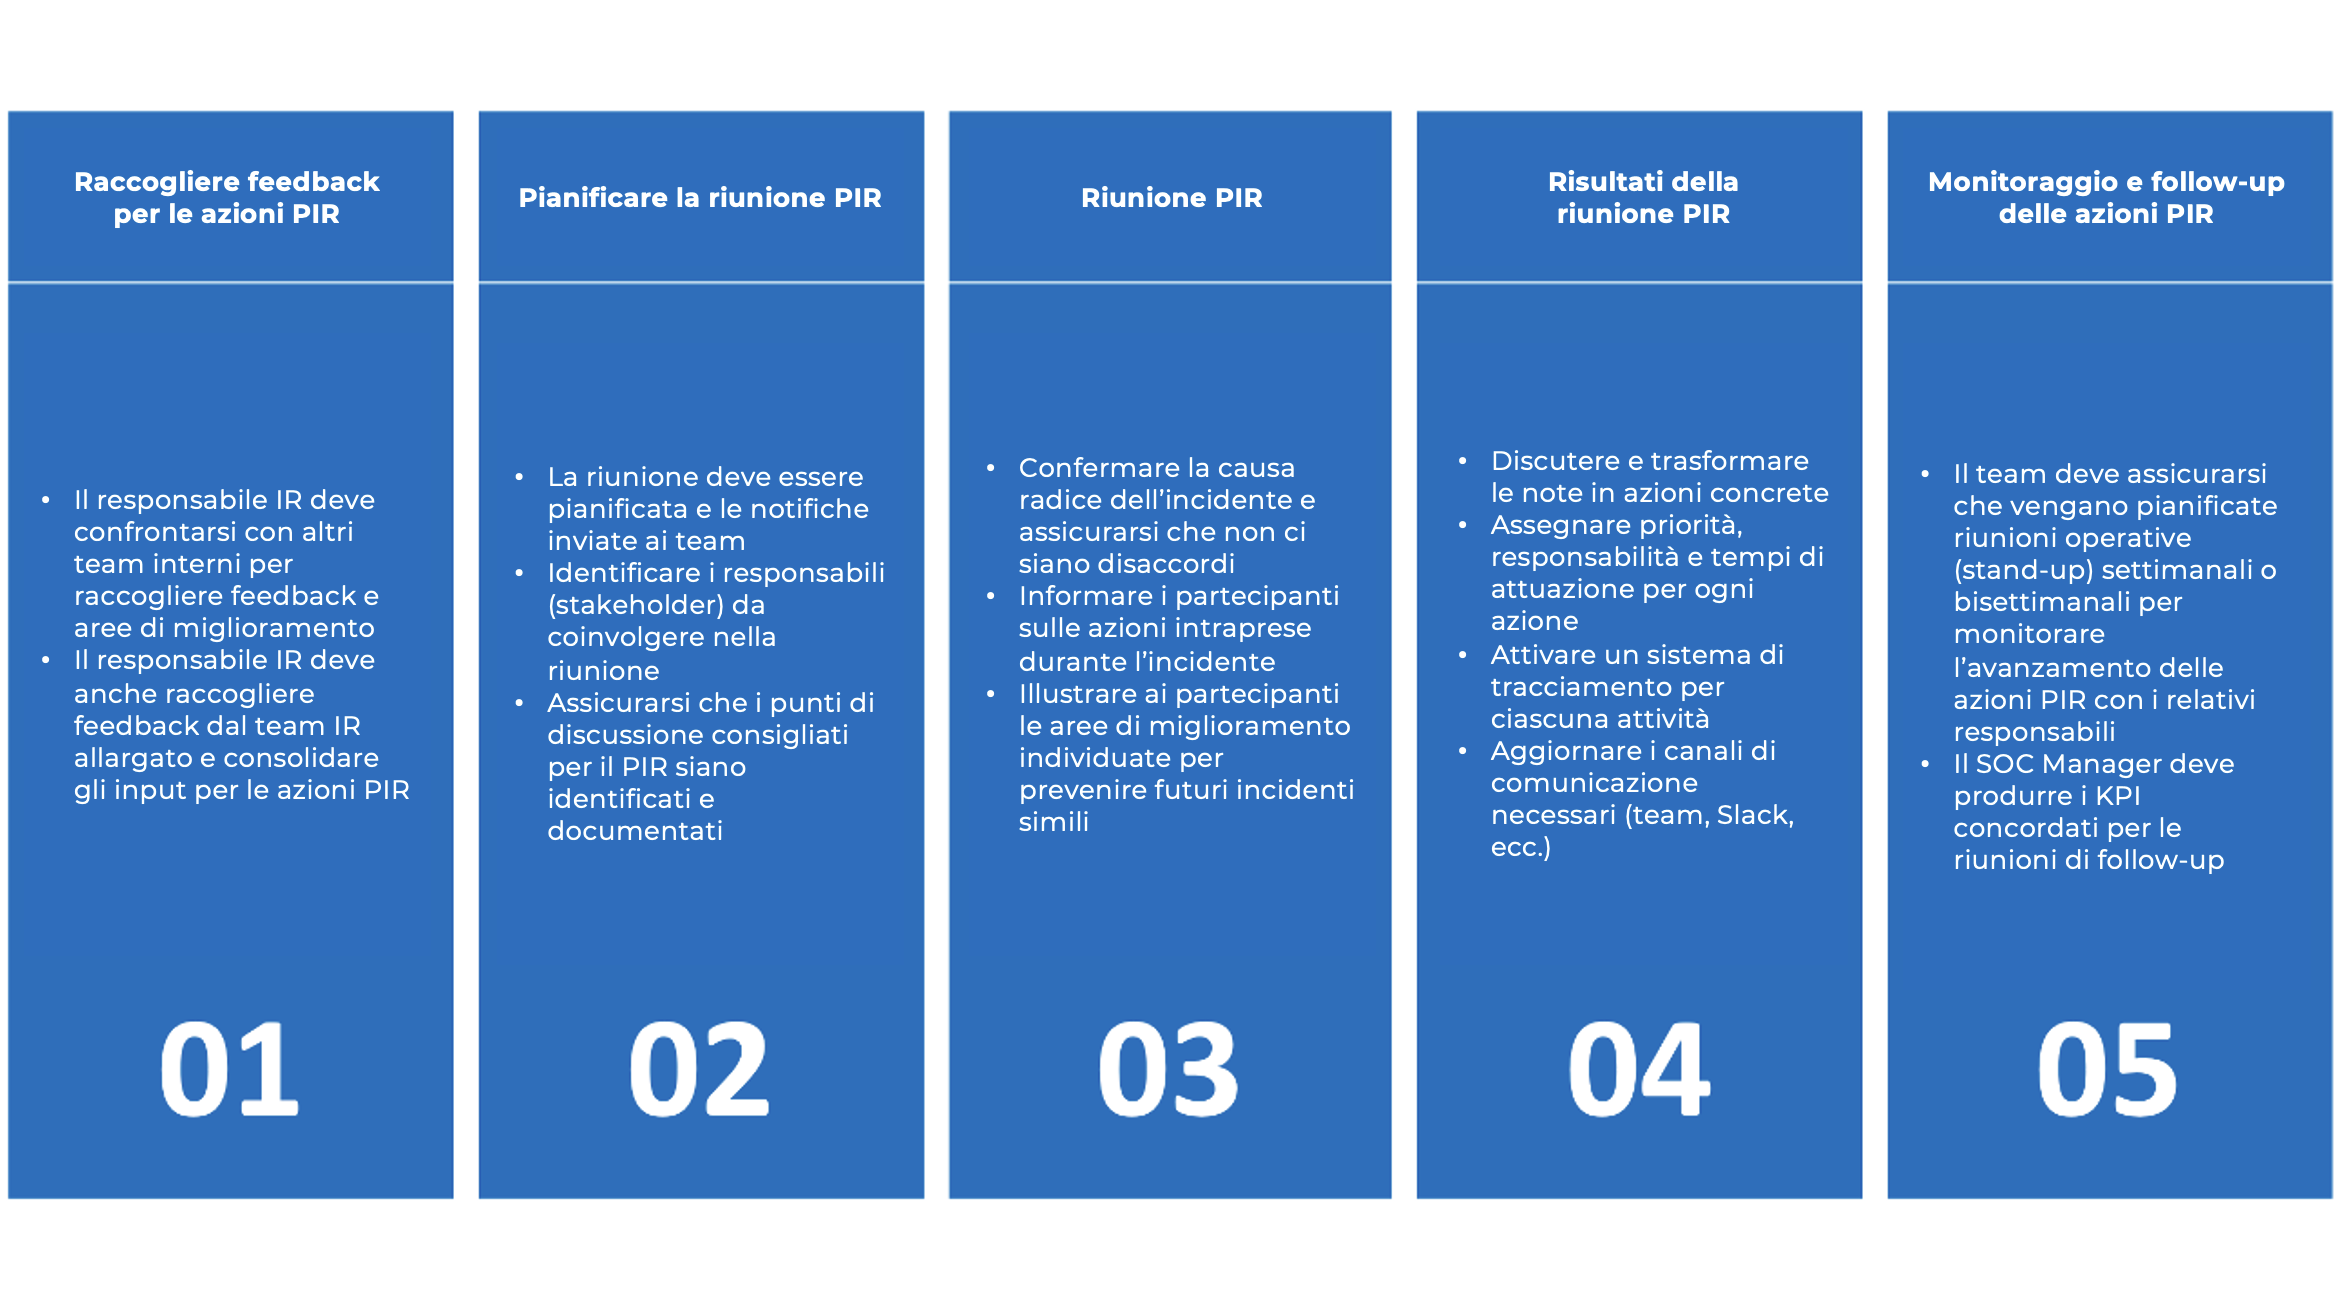 Raccogliere feedback
per le azioni PIR
• Il responsabile IR deve
confrontarsi con altri
team interni per
raccogliere feedback e
aree di miglioramento
• Il responsabile IR deve
anche raccogliere
feedback dal team IR
allargato e consolidare
gli input per le azioni PIR
01
Pianificare la riunione PIR
• La riunione deve essere
pianificata e le notifiche
inviate ai team
• Identificare i responsabili
(stakeholder) da
coinvolgere nella
riunione
• Assicurarsi che i punti di
discussione consigliati
per il PIR siano
identificati e
documentati
02
Riunione PIR
• Confermare la causa
radice dell’incidente e
assicurarsi che non ci
siano disaccordi
• Informare i partecipanti
sulle azioni intraprese
durante l’incidente
• Illustrare ai partecipanti
le aree di miglioramento
individuate per
prevenire futuri incidenti
simili
03
Risultati della
riunione PIR
• Discutere e trasformare
le note in azioni concrete
• Assegnare priorità,
responsabilità e tempi di
attuazione per ogni
azione
• Attivare un sistema di
tracciamento per
ciascuna attività
• Aggiornare i canali di
comunicazione
necessari (team, Slack,
ecc.)
04
Monitoraggio e follow-up
delle azioni PIR
• Il team deve assicurarsi
che vengano pianificate
riunioni operative
(stand-up) settimanali o
bisettimanali per
monitorare
l’avanzamento delle
azioni PIR con i relativi
responsabili
• Il SOC Manager deve
produrre i KPI
concordati per le
riunioni di follow-up
05